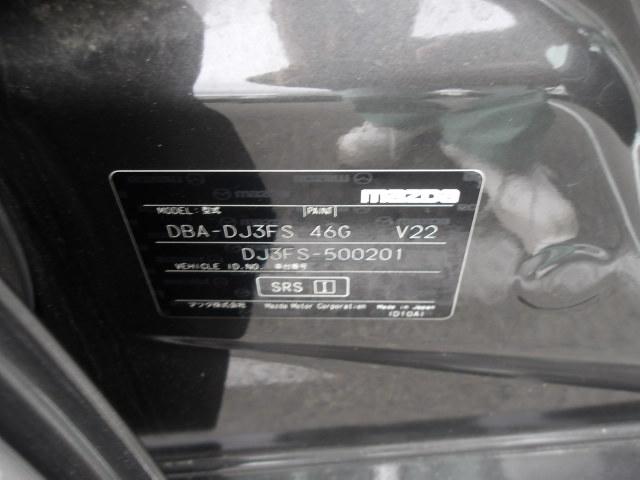 mazda
MODEL:型式 PAINT
DBA-DJ3FS 46G V22
DJ3FS-500201
VEHICLE ID.NO. 車台番号
SRS
マツダ株式会社 Mazda Motor Corporation Made in Japan
(D10A)